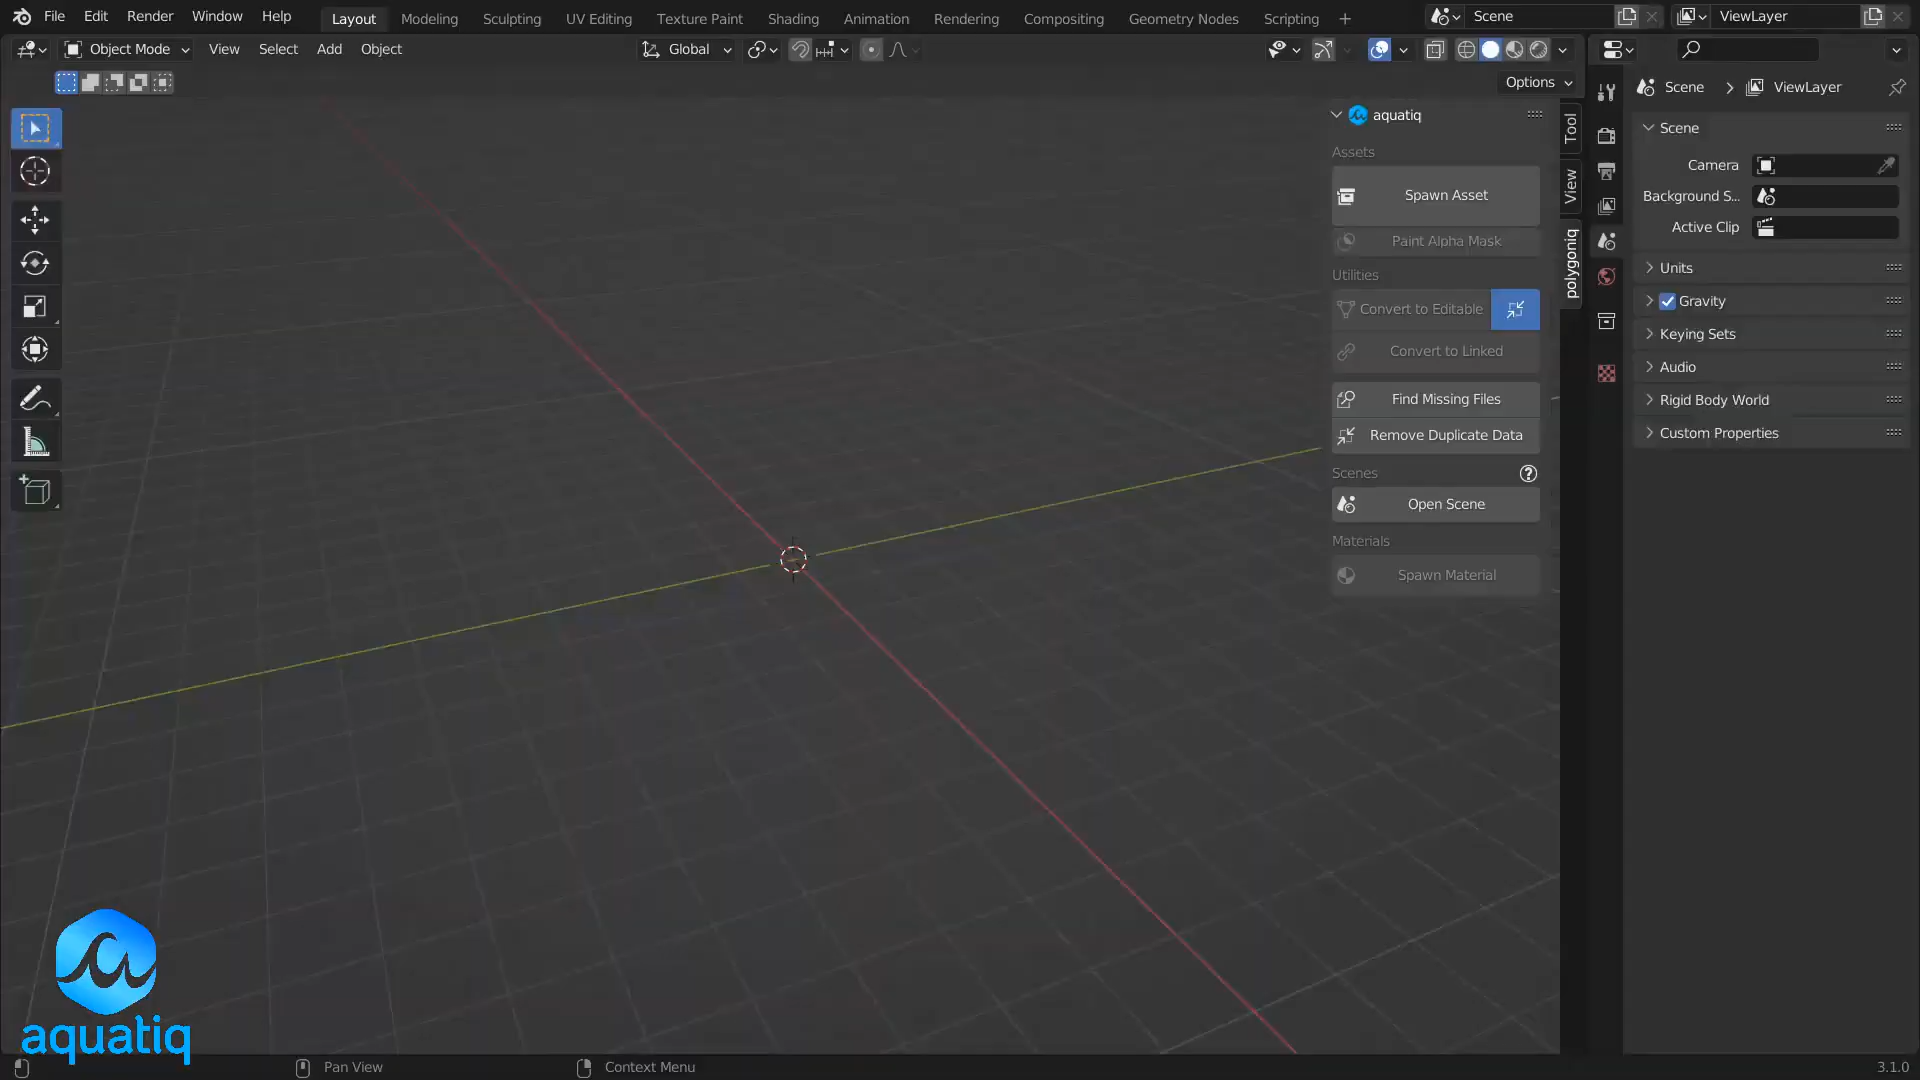 File Edit Render Window Help Layout Modeling Sculpting UV Editing Texture Paint Shading Animation Rendering Compositing Geometry Nodes Scripting + Scene ViewLayer
Object Mode View Select Add Object Global
Options
aquatiq
Assets
Spawn Asset
Paint Alpha Mask
Utilities
Convert to Editable
Convert to Linked
Find Missing Files
Remove Duplicate Data
Scenes
Open Scene
Materials
Spawn Material
Tool
View
polygoniq
Scene > ViewLayer
Scene
Camera
Background S...
Active Clip
Units
Gravity
Keying Sets
Audio
Rigid Body World
Custom Properties
aquatiq
Pan View Context Menu 3.1.0